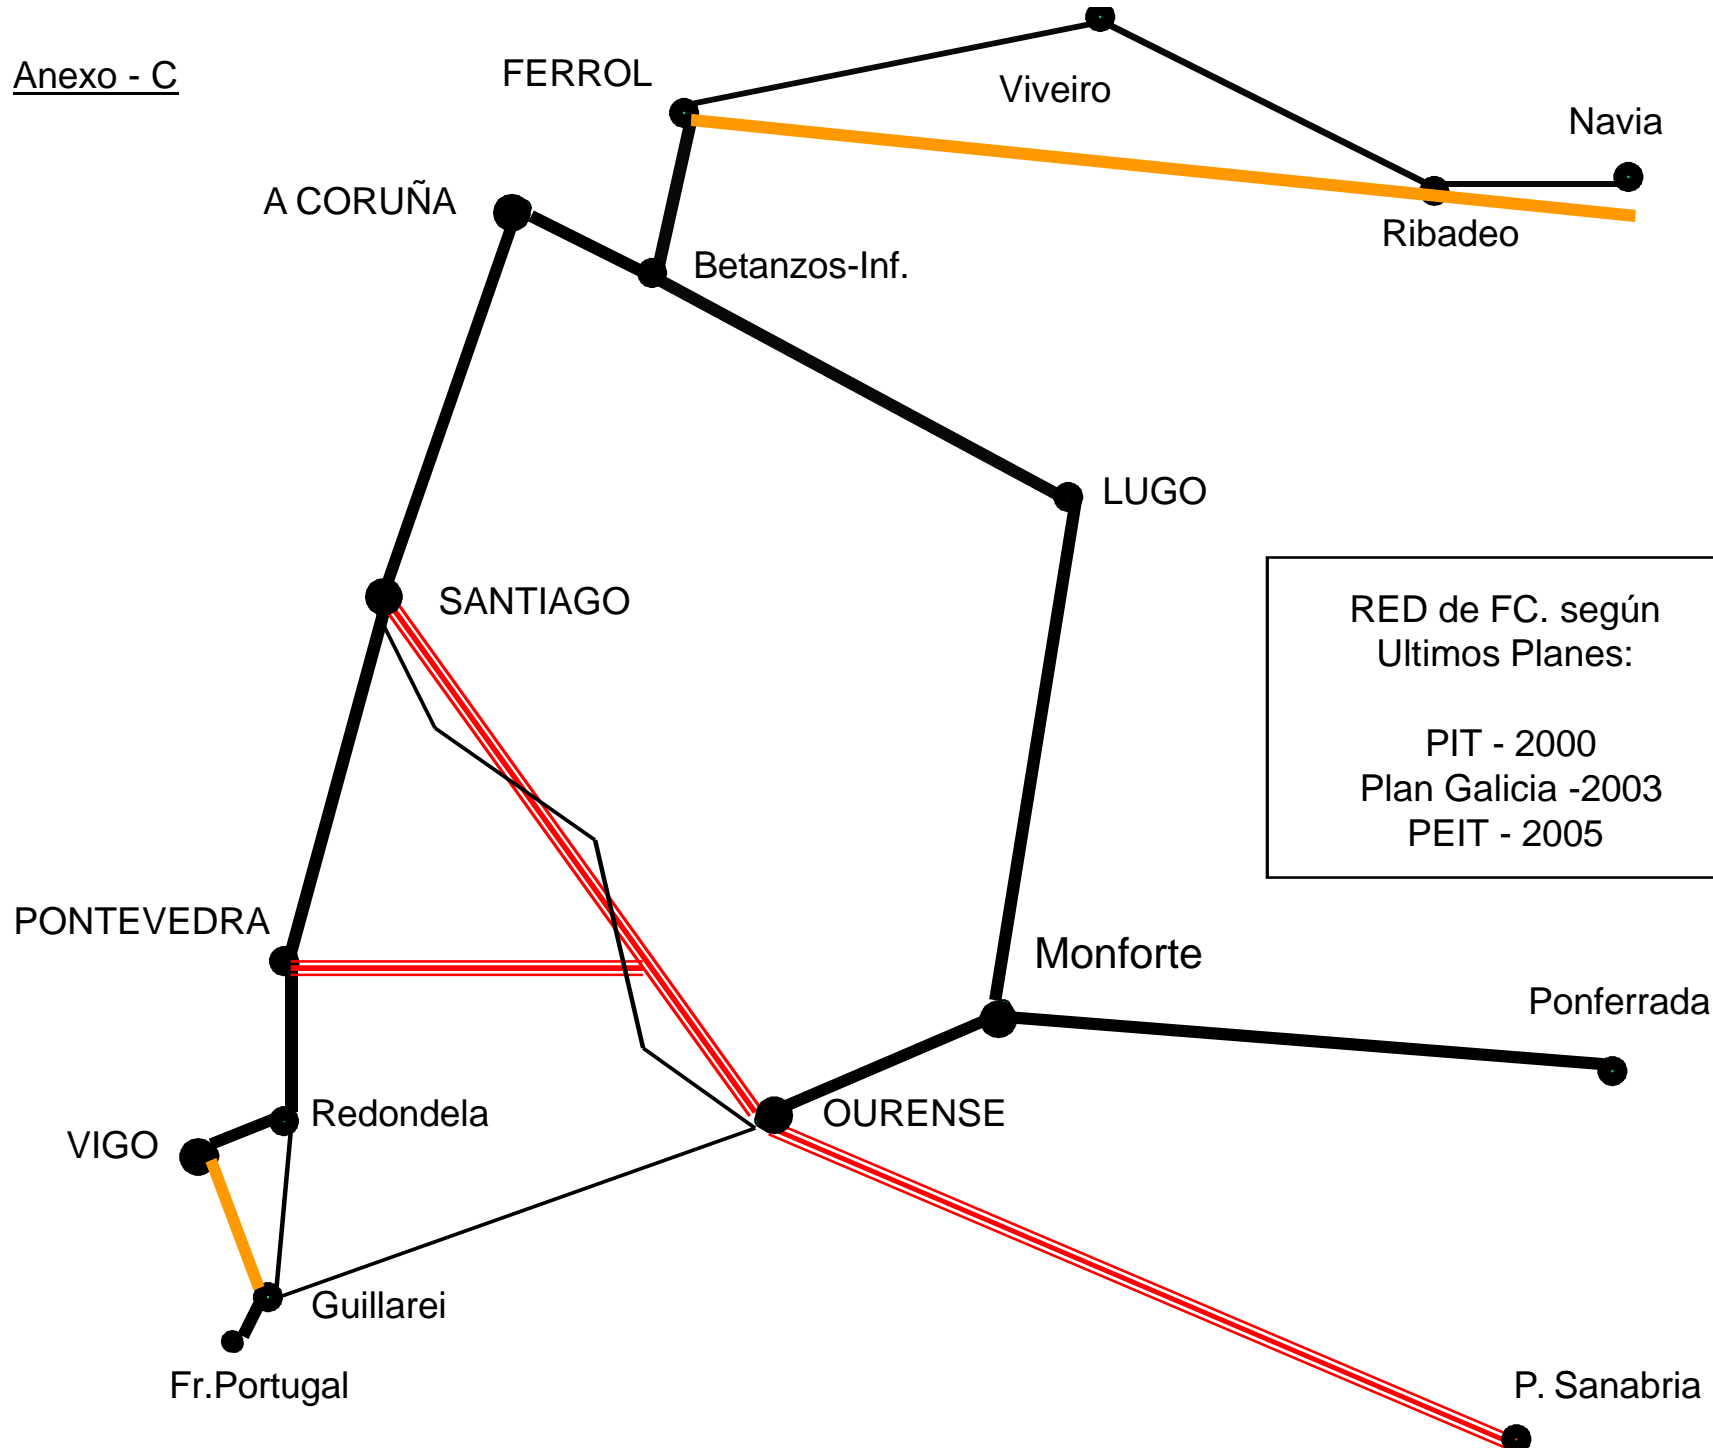 Anexo - C
FERROL
Viveiro
Navia
A CORUÑA
Ribadeo
Betanzos-Inf.
LUGO
SANTIAGO
RED de FC. según
Ultimos Planes:
PIT - 2000
Plan Galicia -2003
PEIT - 2005
PONTEVEDRA
Monforte
Ponferrada
Redondela
OURENSE
VIGO
Guillarei
Fr.Portugal
P. Sanabria